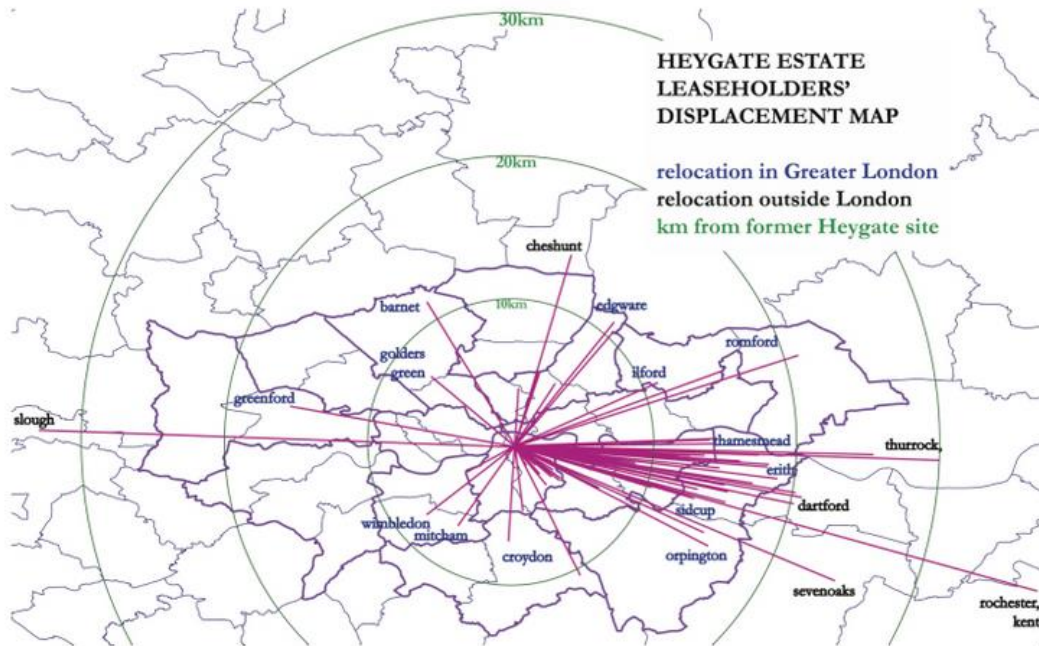 30km
HEYGATE ESTATE
LEASEHOLDERS'
DISPLACEMENT MAP
20km
relocation in Greater London
relocation outside London
km from former Heygate site
cheshunt
barnet
10km
edgware
romford
golders
green
ilford
greenford
slough
thamesmead
thurrock,
erith
sidcup
dartford
wimbledon
mitcham
croydon
orpington
sevenoaks
rochester,
kent